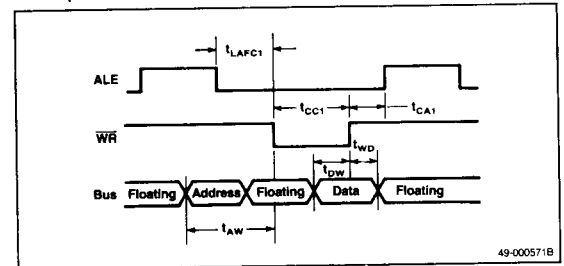 tLAFC1
ALE
tCC1
tCA1
WR
tWD
tDW
Bus Floating Address Floating Data Floating
tAW
49-000571B